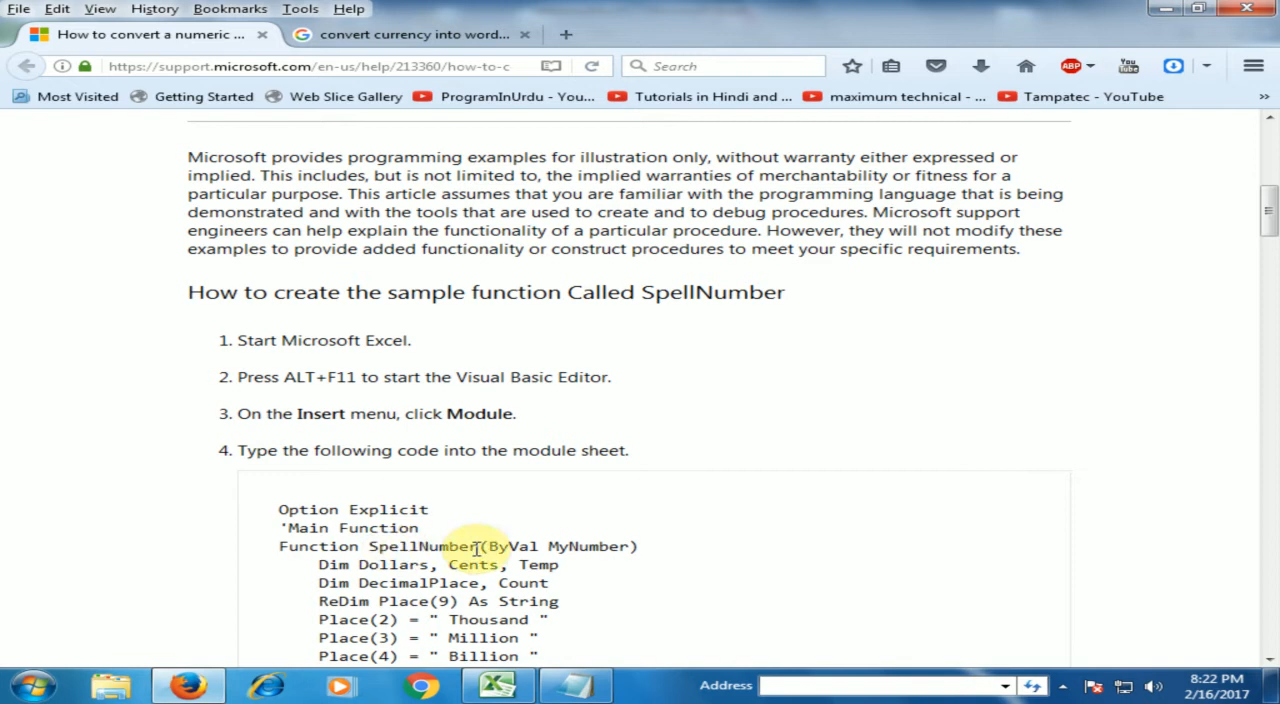 File Edit View History Bookmarks Tools Help
How to convert a numeric ... convert currency into word...
https://support.microsoft.com/en-us/help/213360/how-to-c Search ABP You Tube
Most Visited Getting Started Web Slice Gallery ProgramInUrdu - You... Tutorials in Hindi and ... maximum technical - ... Tampatec - YouTube
Microsoft provides programming examples for illustration only, without warranty either expressed or
implied. This includes, but is not limited to, the implied warranties of merchantability or fitness for a
particular purpose. This article assumes that you are familiar with the programming language that is being
demonstrated and with the tools that are used to create and to debug procedures. Microsoft support
engineers can help explain the functionality of a particular procedure. However, they will not modify these
examples to provide added functionality or construct procedures to meet your specific requirements.
How to create the sample function Called SpellNumber
1. Start Microsoft Excel.
2. Press ALT+F11 to start the Visual Basic Editor.
3. On the Insert menu, click Module.
4. Type the following code into the module sheet.
Option Explicit
'Main Function
Function SpellNumber(ByVal MyNumber)
Dim Dollars, Cents, Temp
Dim DecimalPlace, Count
ReDim Place(9) As String
Place(2) = " Thousand "
Place(3) = " Million "
Place(4) = " Billion "
Address
8:22 PM
2/16/2017